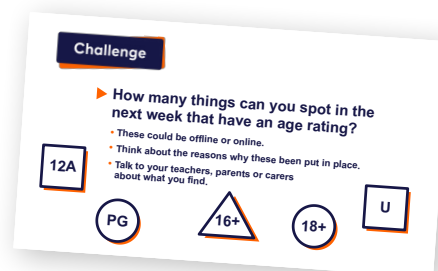 Challenge
How many things can you spot in the
next week that have an age rating?
• These could be offline or online.
• Think about the reasons why these been put in place.
• Talk to your teachers, parents or carers
about what you find.
12A
PG
16+
18+
U